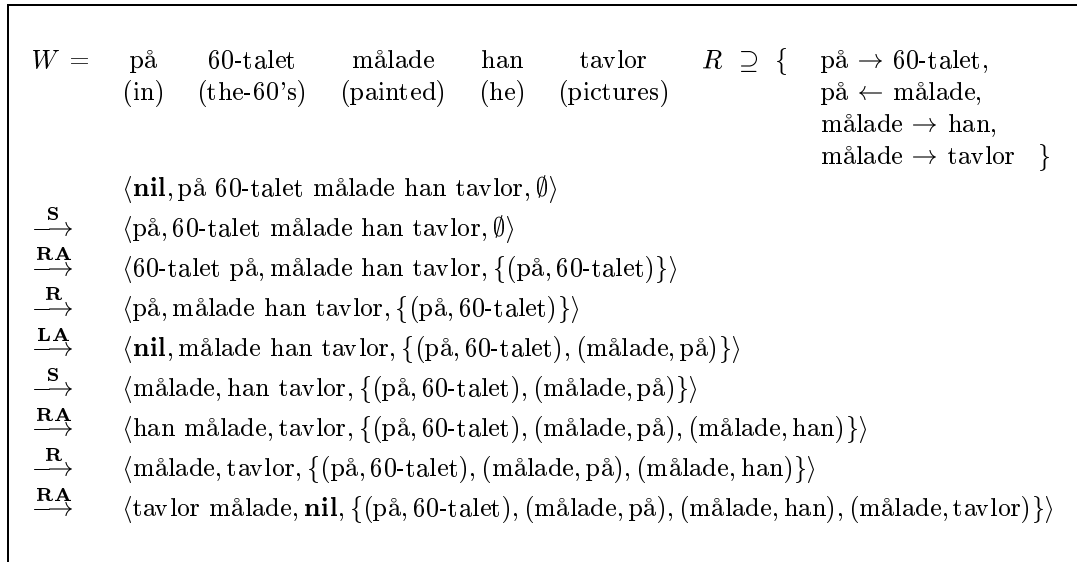 W = på 60-talet målade han tavlor R ⊇ { på → 60-talet,
(in) (the-60's) (painted) (he) (pictures) på ← målade,
målade → han,
målade → tavlor }
⟨nil, på 60-talet målade han tavlor, ∅⟩
S⟶ ⟨på, 60-talet målade han tavlor, ∅⟩
RA⟶ ⟨60-talet på, målade han tavlor, {(på, 60-talet)}⟩
R⟶ ⟨på, målade han tavlor, {(på, 60-talet)}⟩
LA⟶ ⟨nil, målade han tavlor, {(på, 60-talet), (målade, på)}⟩
S⟶ ⟨målade, han tavlor, {(på, 60-talet), (målade, på)}⟩
RA⟶ ⟨han målade, tavlor, {(på, 60-talet), (målade, på), (målade, han)}⟩
R⟶ ⟨målade, tavlor, {(på, 60-talet), (målade, på), (målade, han)}⟩
RA⟶ ⟨tavlor målade, nil, {(på, 60-talet), (målade, på), (målade, han), (målade, tavlor)}⟩